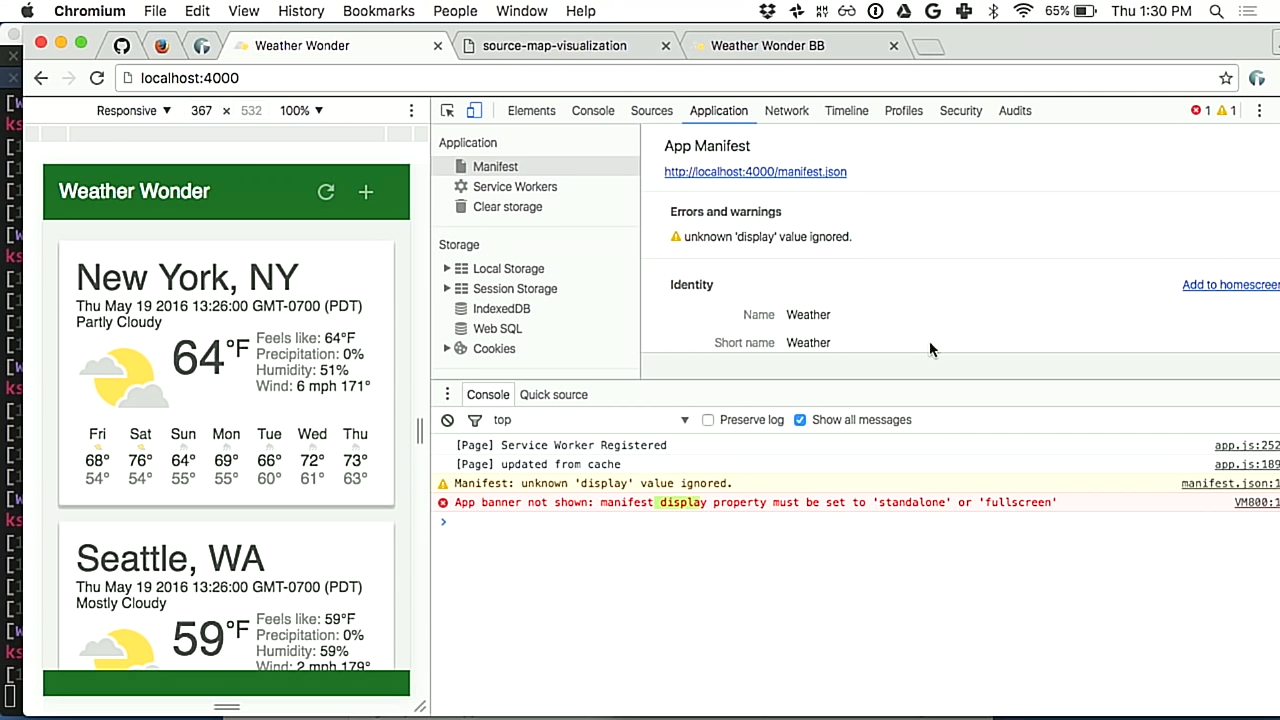 Chromium File Edit View History Bookmarks People Window Help 65% Thu 1:30 PM
Weather Wonder source-map-visualization Weather Wonder BB
localhost:4000
Responsive 367 × 532 100%
Elements Console Sources Application Network Timeline Profiles Security Audits 1 1
Weather Wonder
New York, NY
Thu May 19 2016 13:26:00 GMT-0700 (PDT)
Partly Cloudy
64°F
Feels like: 64°F
Precipitation: 0%
Humidity: 51%
Wind: 6 mph 171°
Fri Sat Sun Mon Tue Wed Thu
68° 76° 64° 69° 66° 72° 73°
54° 54° 55° 55° 60° 61° 63°
Seattle, WA
Thu May 19 2016 13:26:00 GMT-0700 (PDT)
Mostly Cloudy
59°F
Feels like: 59°F
Precipitation: 0%
Humidity: 59%
Wind: 2 mph 179°
Application
Manifest
Service Workers
Clear storage
Storage
Local Storage
Session Storage
IndexedDB
Web SQL
Cookies
App Manifest
http://localhost:4000/manifest.json
Errors and warnings
unknown 'display' value ignored.
Identity Add to homescreen
Name Weather
Short name Weather
Console Quick source
top Preserve log Show all messages
[Page] Service Worker Registered app.js:252
[Page] updated from cache app.js:189
Manifest: unknown 'display' value ignored. manifest.json:1
App banner not shown: manifest display property must be set to 'standalone' or 'fullscreen' VM800:1